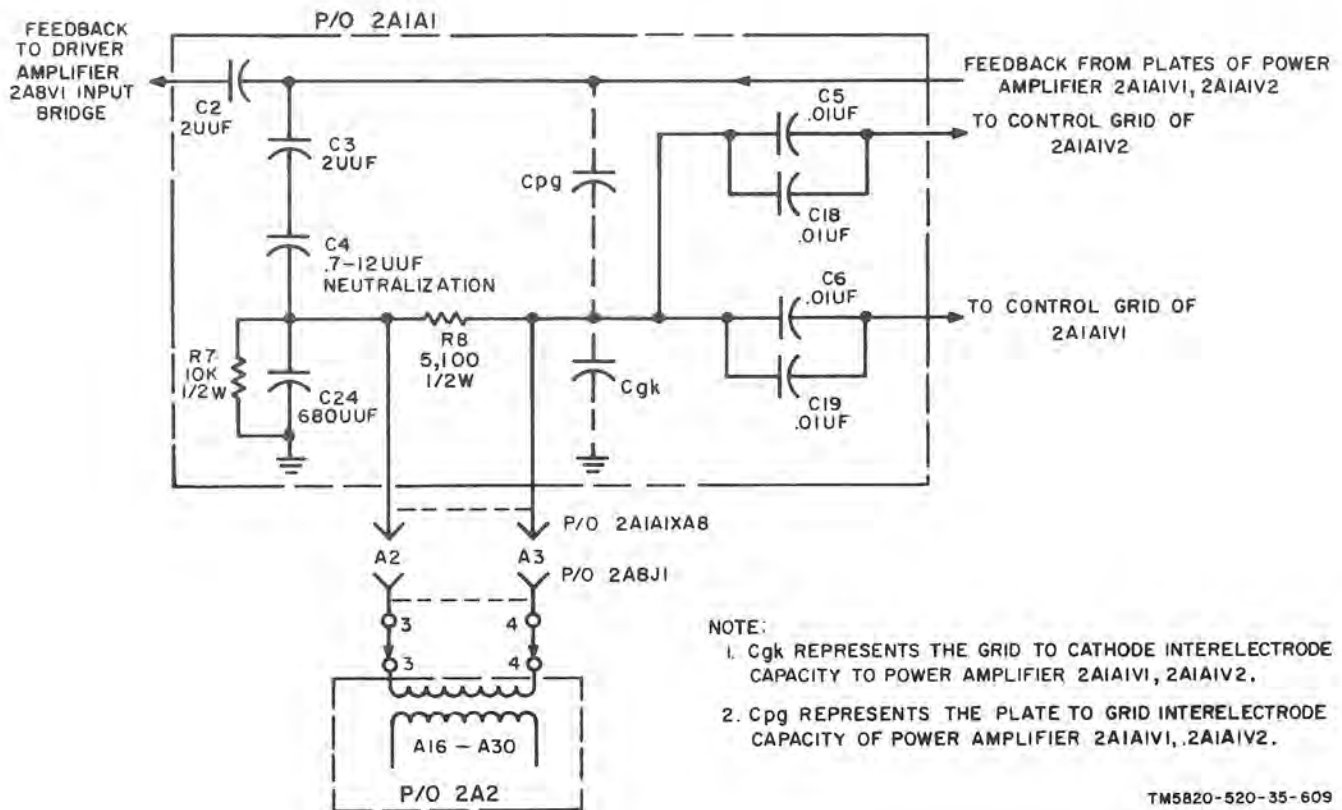 P/O 2A1A1
FEEDBACK
TO DRIVER
AMPLIFIER
2A8V1 INPUT
BRIDGE
C2
2UUF
FEEDBACK FROM PLATES OF POWER
AMPLIFIER 2A1A1V1, 2A1A1V2
C3
2UUF
Cpg
C5
.01UF
TO CONTROL GRID OF
2A1A1V2
C18
.01UF
C4
.7-12UUF
NEUTRALIZATION
C6
.01UF
TO CONTROL GRID OF
2A1A1V1
R7
10K
1/2W
C24
680UUF
R8
5,100
1/2W
Cgk
C19
.01UF
P/O 2A1A1XA8
A2
A3
P/O 2A8J1
3
4
3
4
A16 – A30
P/O 2A2
NOTE:
1. Cgk REPRESENTS THE GRID TO CATHODE INTERELECTRODE
CAPACITY TO POWER AMPLIFIER 2A1A1V1, 2A1A1V2.
2. Cpg REPRESENTS THE PLATE TO GRID INTERELECTRODE
CAPACITY OF POWER AMPLIFIER 2A1A1V1, .2A1A1V2.
TM5820-520-35-609